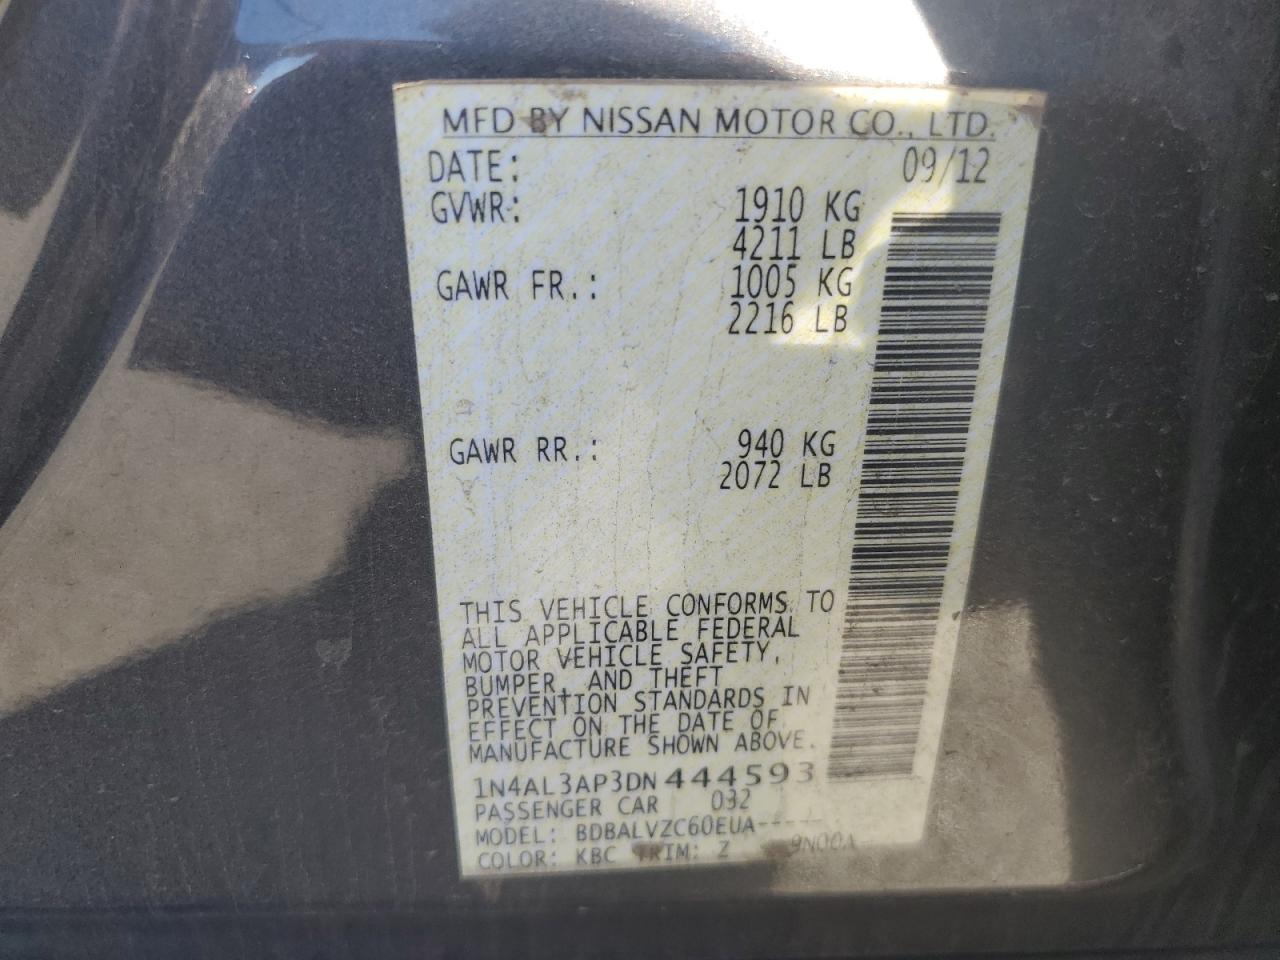 MFD BY NISSAN MOTOR CO., LTD.
DATE: 09/12
GVWR: 1910 KG
4211 LB
GAWR FR.: 1005 KG
2216 LB
GAWR RR.: 940 KG
2072 LB
THIS VEHICLE CONFORMS TO
ALL APPLICABLE FEDERAL
MOTOR VEHICLE SAFETY,
BUMPER, AND THEFT
PREVENTION STANDARDS IN
EFFECT ON THE DATE OF
MANUFACTURE SHOWN ABOVE.
1N4AL3AP3DN444593
PASSENGER CAR 032
MODEL: BDBALVZC60EUA-----
COLOR: KBC TRIM: Z 9N00A